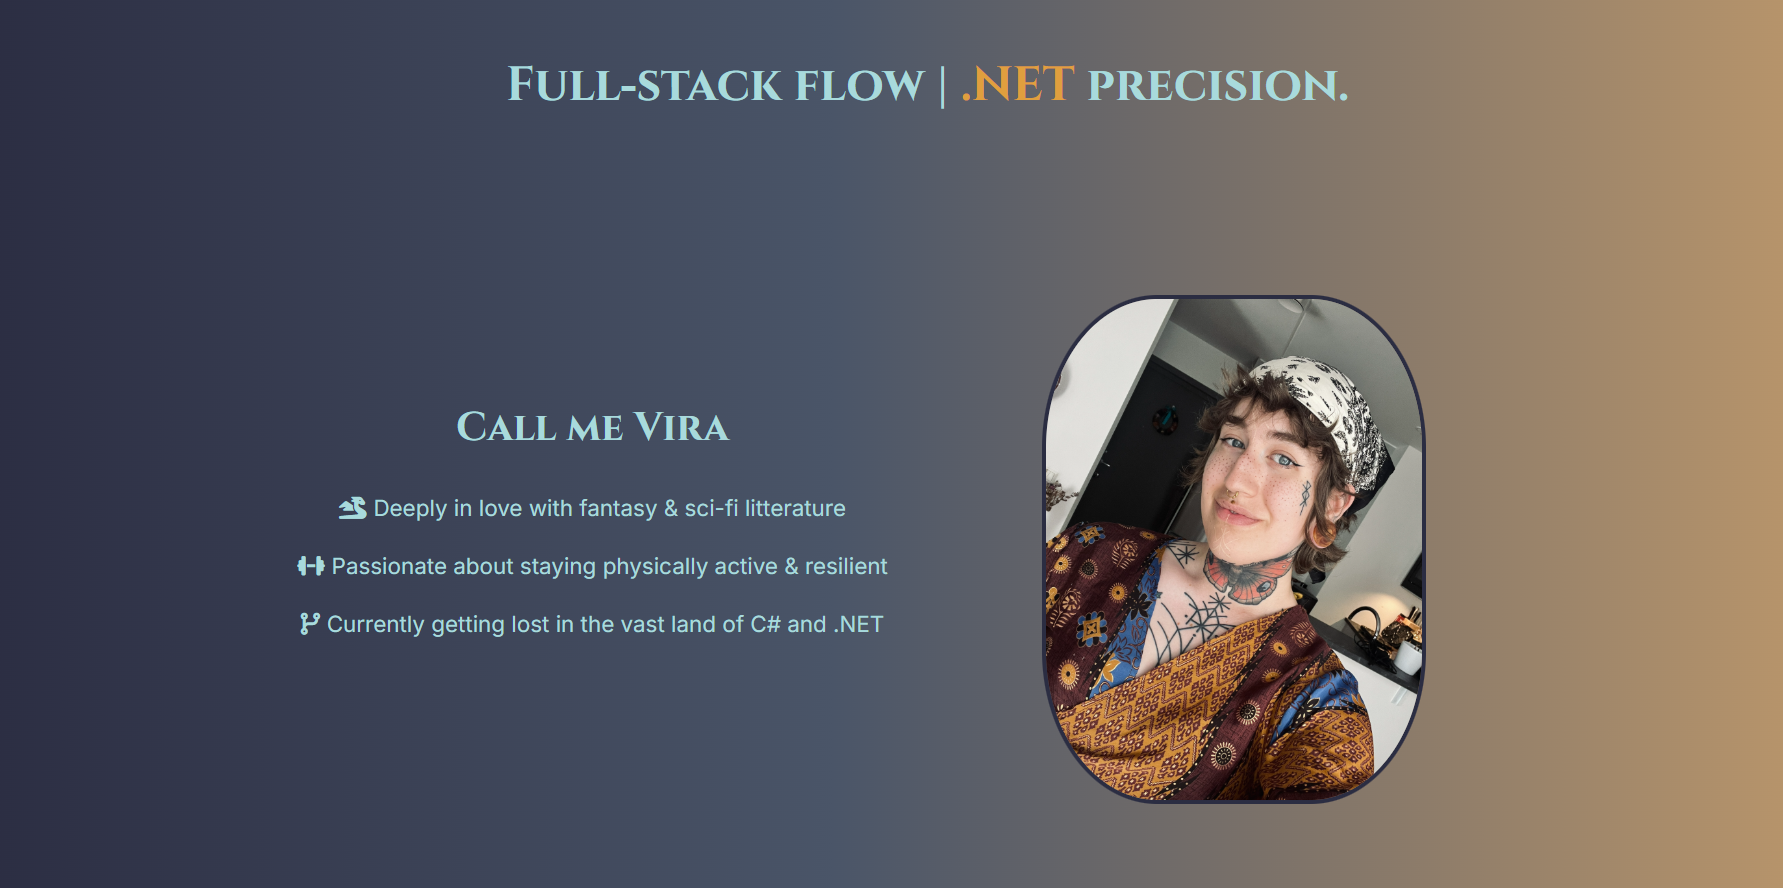 Full-stack flow | .NET precision.
Call me Vira
Deeply in love with fantasy & sci-fi litterature
Passionate about staying physically active & resilient
Currently getting lost in the vast land of C# and .NET